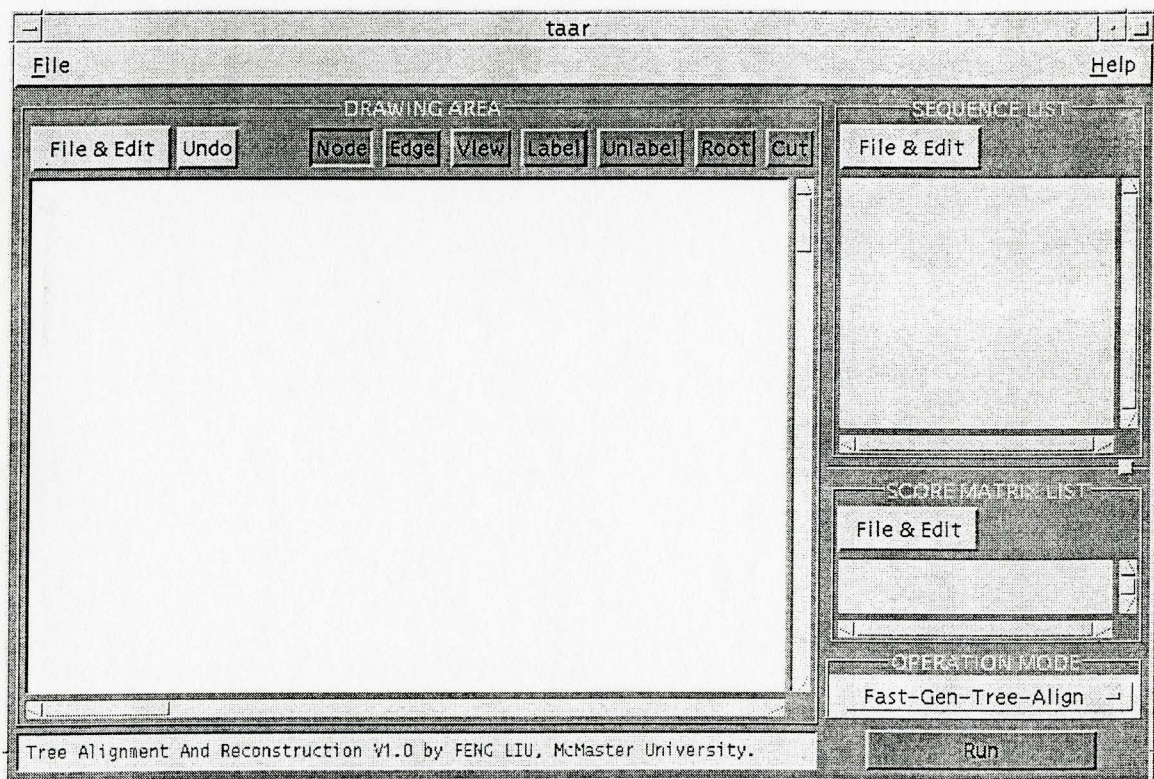 taar
File Help
DRAWING AREA
File & Edit Undo Node Edge View Label Unlabel Root Cut
SEQUENCE LIST
File & Edit
SCORE MATRIX LIST
File & Edit
OPERATION MODE
Fast-Gen-Tree-Align
Tree Alignment And Reconstruction V1.0 by FENG LIU, McMaster University.
Run